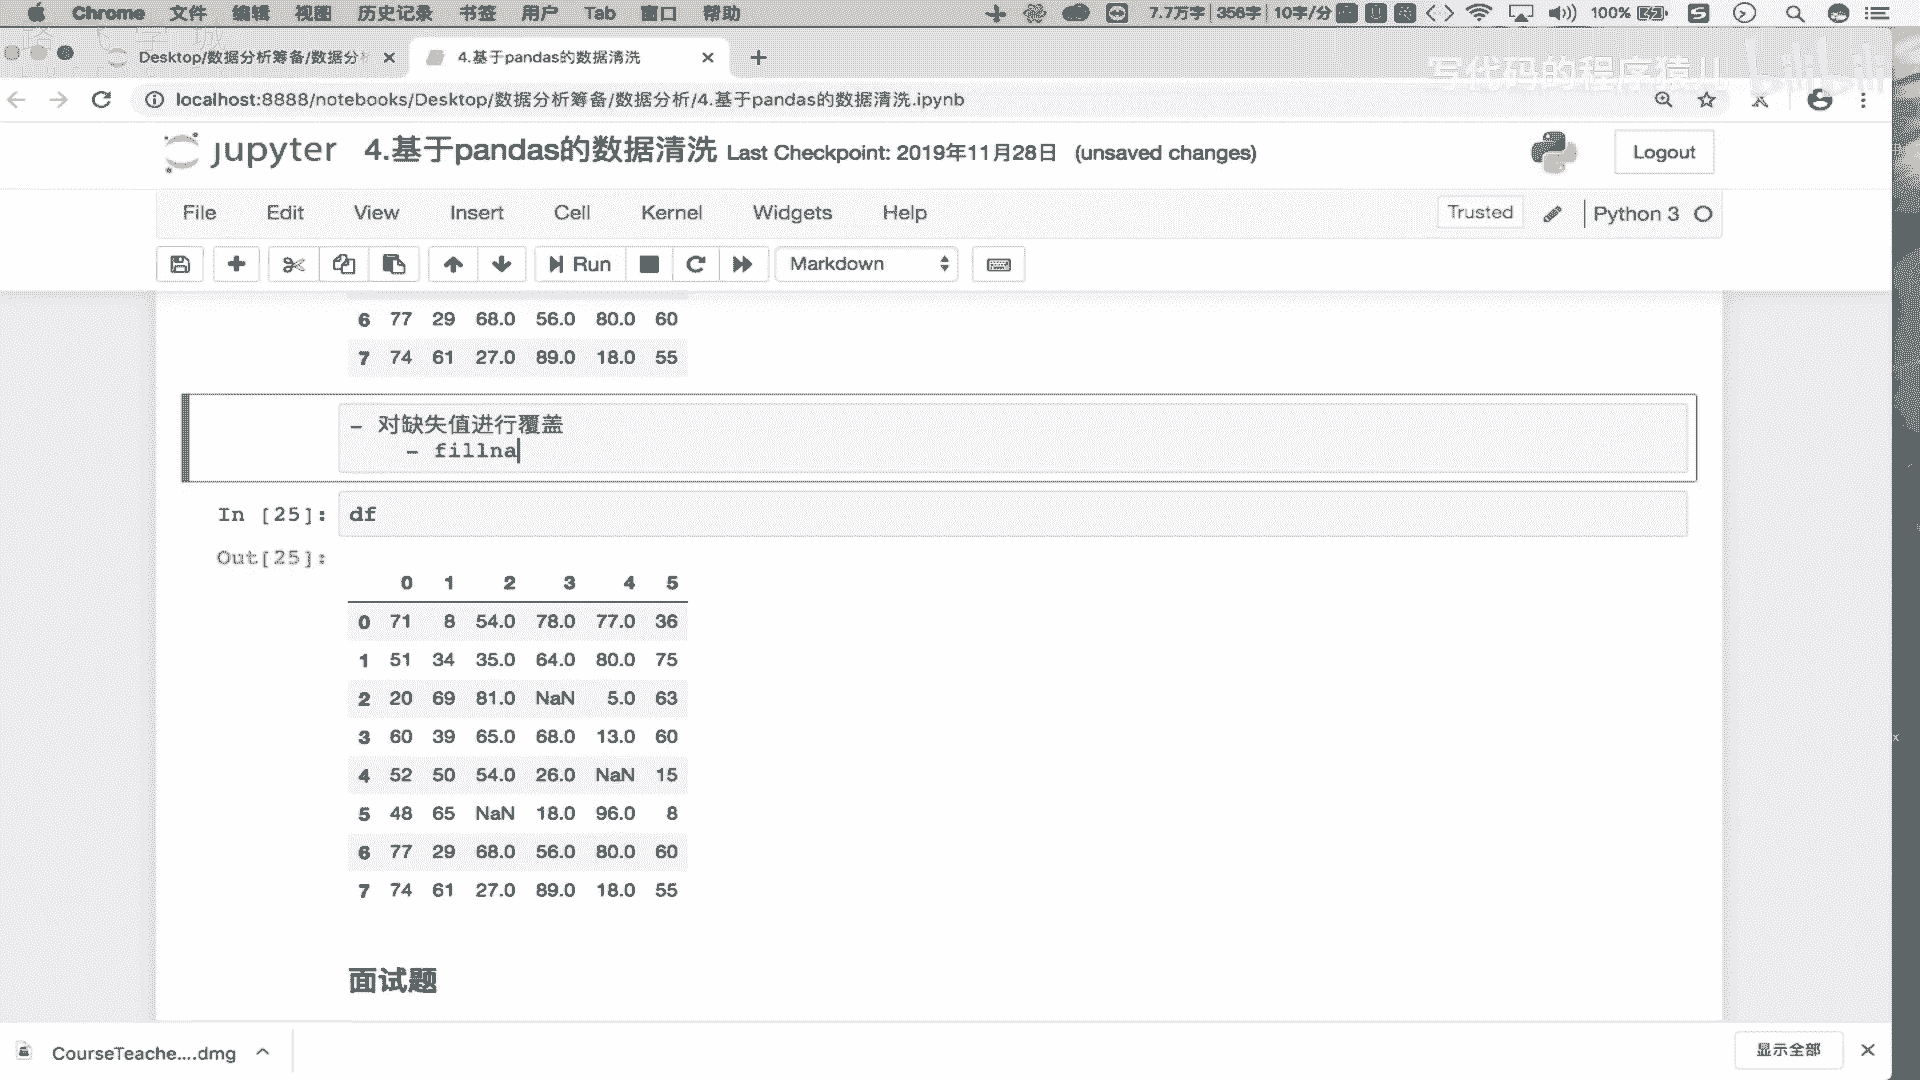 Chrome 文件 编辑 视图 历史记录 书签 用户 Tab 窗口 帮助 7.7万字 356字 10字/分 100%
Desktop/数据分析筹备/数据分 4.基于pandas的数据清洗
写代码的程序猿儿 bilibili
localhost:8888/notebooks/Desktop/数据分析筹备/数据分析/4.基于pandas的数据清洗.ipynb
jupyter 4.基于pandas的数据清洗 Last Checkpoint: 2019年11月28日 (unsaved changes) Logout
File Edit View Insert Cell Kernel Widgets Help Trusted Python 3
Run Markdown
6 77 29 68.0 56.0 80.0 60
7 74 61 27.0 89.0 18.0 55
- 对缺失值进行覆盖
- fillna
In [25]: df
Out[25]:
0 1 2 3 4 5
0 71 8 54.0 78.0 77.0 36
1 51 34 35.0 64.0 80.0 75
2 20 69 81.0 NaN 5.0 63
3 60 39 65.0 68.0 13.0 60
4 52 50 54.0 26.0 NaN 15
5 48 65 NaN 18.0 96.0 8
6 77 29 68.0 56.0 80.0 60
7 74 61 27.0 89.0 18.0 55
面试题
CourseTeache....dmg 显示全部